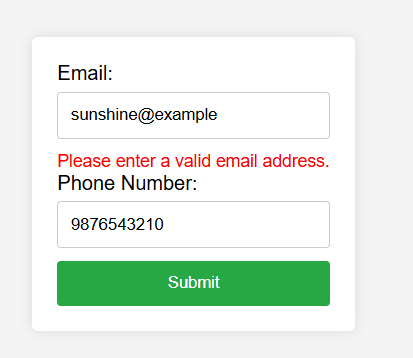 Email:
sunshine@example
Please enter a valid email address.
Phone Number:
9876543210
Submit